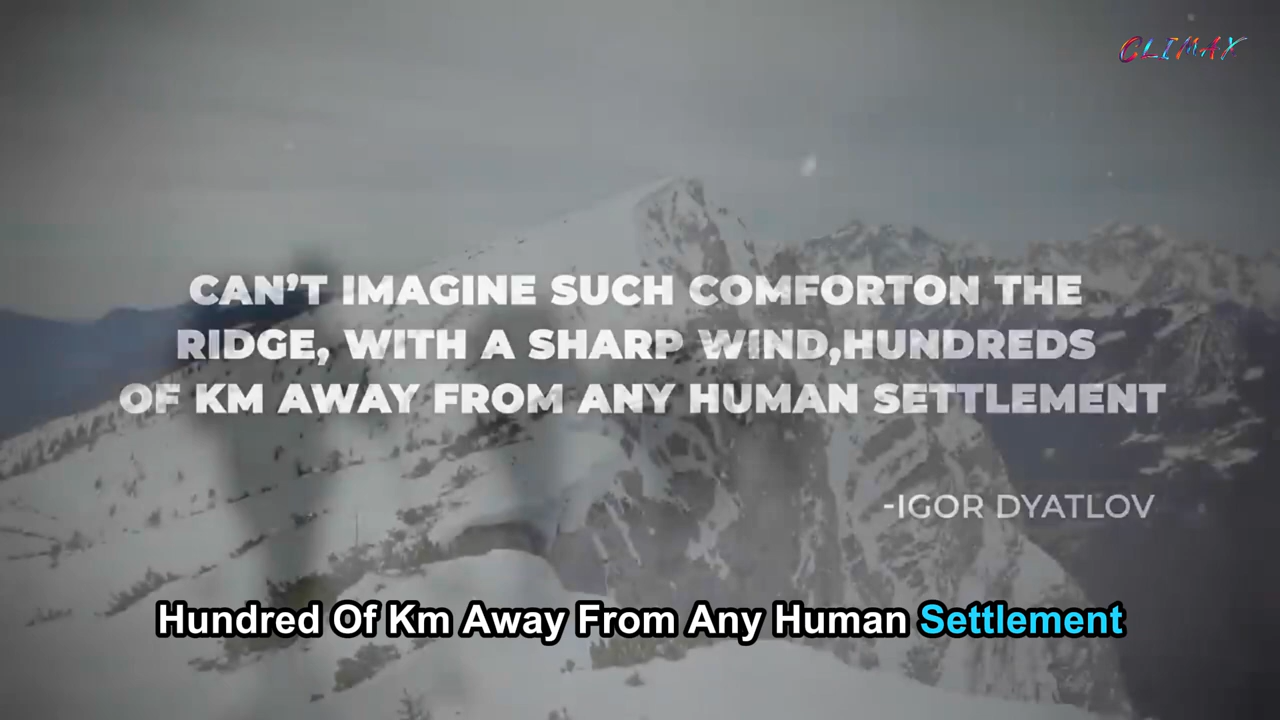 CLIMAX
CAN'T IMAGINE SUCH COMFORTON THE
RIDGE, WITH A SHARP WIND,HUNDREDS
OF KM AWAY FROM ANY HUMAN SETTLEMENT
-IGOR DYATLOV
Hundred Of Km Away From Any Human Settlement